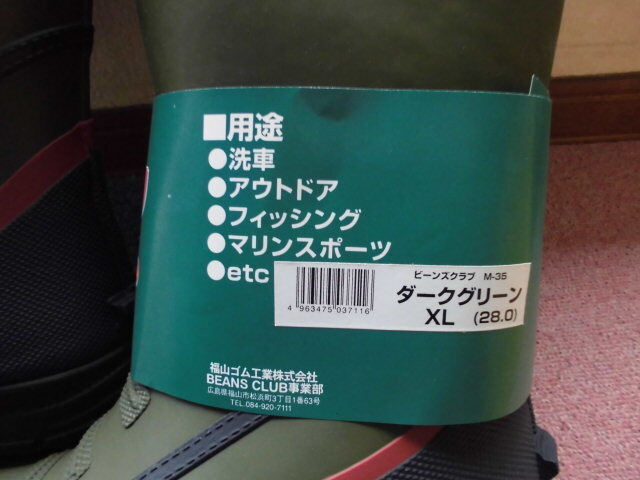 ■用途
●洗車
●アウトドア
●フィッシング
●マリンスポーツ
●etc
ビーンズクラブ M-35
ダークグリーン
XL (28.0)
4 963475 037116
福山ゴム工業株式会社
BEANS CLUB事業部
広島県福山市松浜町3丁目1番63号
TEL.084-920-7111